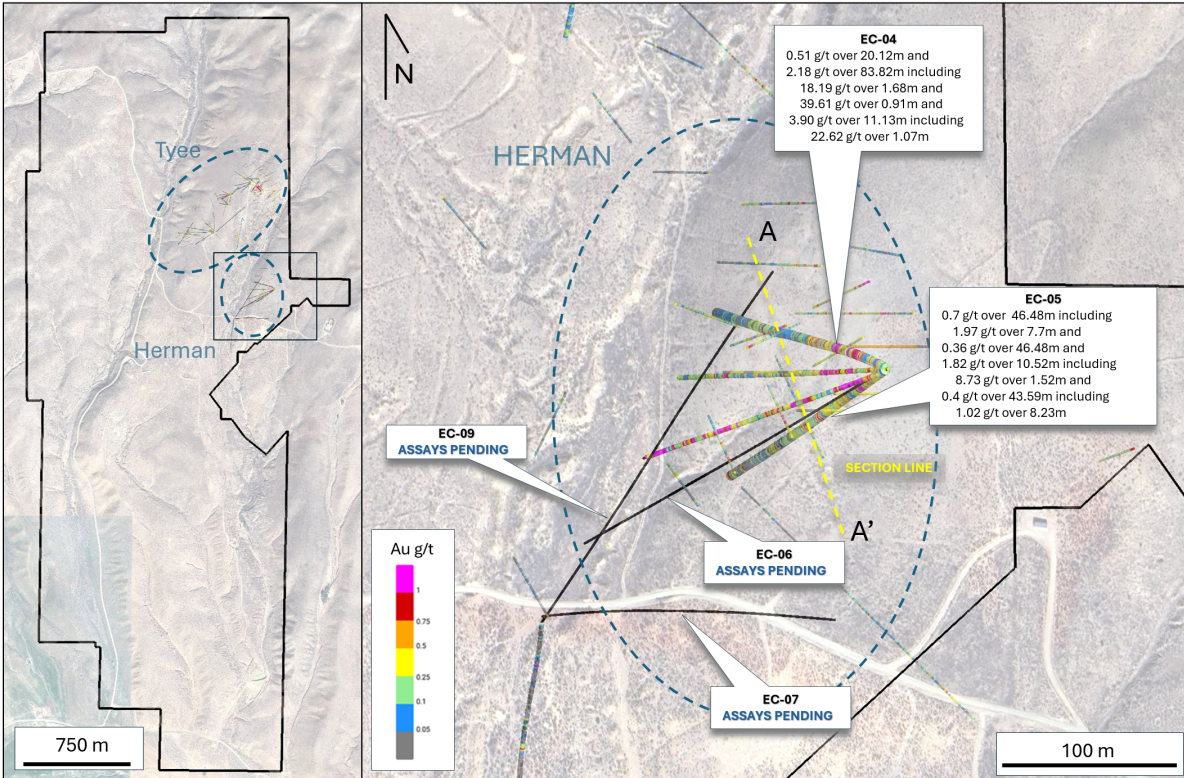 Tyee
Herman
750 m
N
HERMAN
EC-04
0.51 g/t over 20.12m and
2.18 g/t over 83.82m including
18.19 g/t over 1.68m and
39.61 g/t over 0.91m and
3.90 g/t over 11.13m including
22.62 g/t over 1.07m
A
EC-05
0.7 g/t over 46.48m including
1.97 g/t over 7.7m and
0.36 g/t over 46.48m and
1.82 g/t over 10.52m including
8.73 g/t over 1.52m and
0.4 g/t over 43.59m including
1.02 g/t over 8.23m
EC-09
ASSAYS PENDING
SECTION LINE
A’
EC-06
ASSAYS PENDING
Au g/t
1
0.75
0.5
0.25
0.1
0.05
EC-07
ASSAYS PENDING
100 m